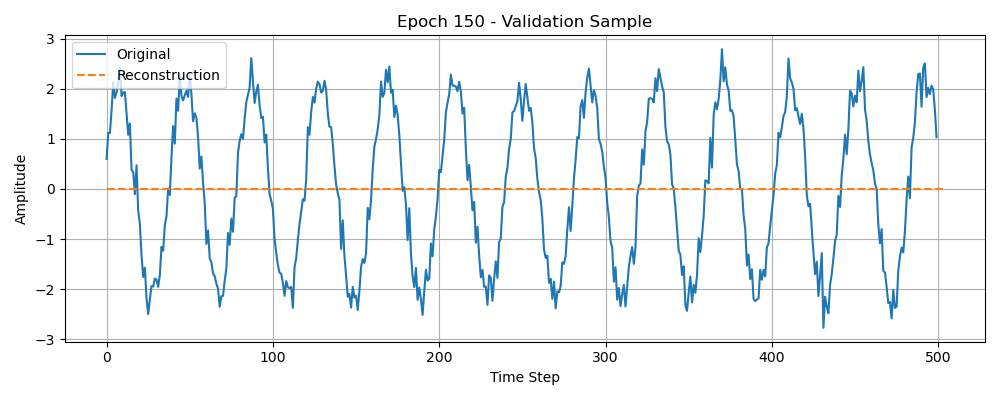 Epoch 150 - Validation Sample
Original
Reconstruction
Amplitude
3
2
1
0
−1
−2
−3
0 100 200 300 400 500
Time Step